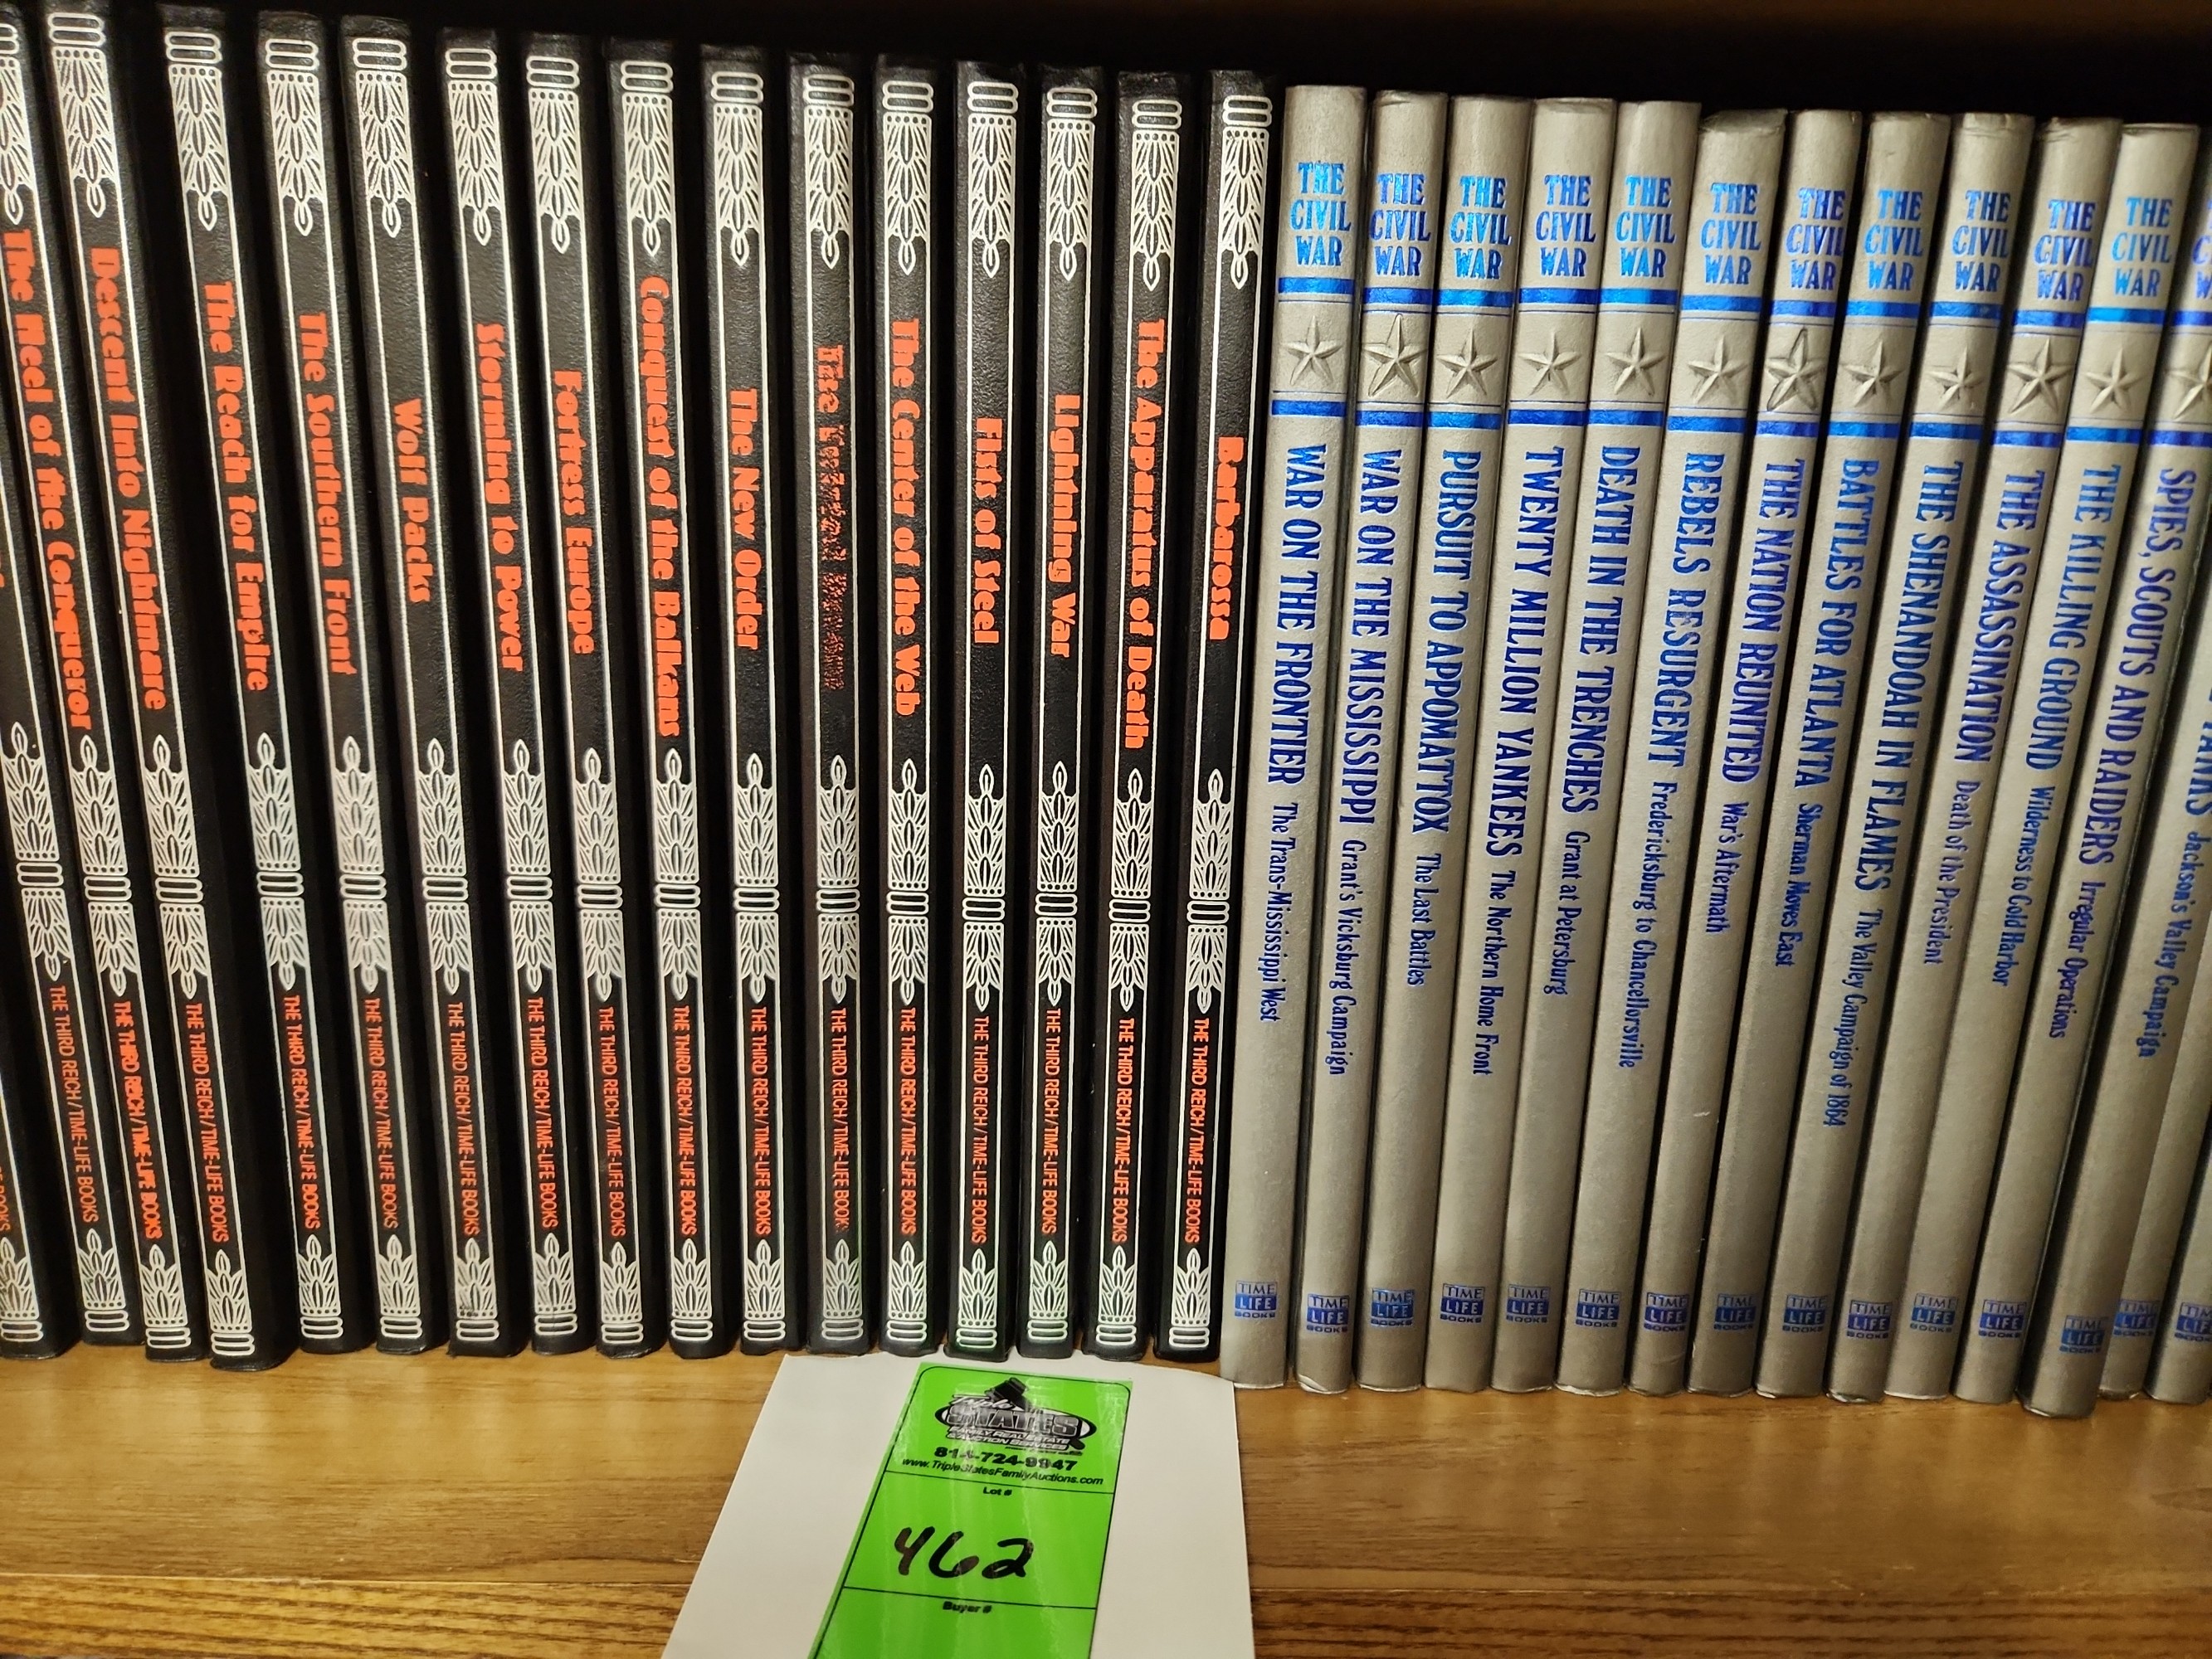 The Heel of the Conqueror
THE THIRD REICH / TIME-LIFE BOOKS
Descent Into Nightmare
THE THIRD REICH / TIME-LIFE BOOKS
The Reach for Empire
THE THIRD REICH / TIME-LIFE BOOKS
The Southern Front
THE THIRD REICH / TIME-LIFE BOOKS
Wolf Packs
THE THIRD REICH / TIME-LIFE BOOKS
Storming to Power
THE THIRD REICH / TIME-LIFE BOOKS
Fortress Europe
THE THIRD REICH / TIME-LIFE BOOKS
Conquest of the Balkans
THE THIRD REICH / TIME-LIFE BOOKS
The New Order
THE THIRD REICH / TIME-LIFE BOOKS
THE THIRD REICH / TIME-LIFE BOOK
The Center of the Web
THE THIRD REICH / TIME-LIFE BOOKS
Fists of Steel
THE THIRD REICH / TIME-LIFE BOOKS
Lightning War
THE THIRD REICH / TIME-LIFE BOOKS
The Apparatus of Death
THE THIRD REICH / TIME-LIFE BOOKS
Barbarossa
THE THIRD REICH / TIME-LIFE BOOKS
THE
CIVIL
WAR
WAR ON THE FRONTIER The Trans-Mississippi West
TIME
LIFE
BOOKS
THE
CIVIL
WAR
WAR ON THE MISSISSIPPI Grant's Vicksburg Campaign
TIME
LIFE
BOOKS
THE
CIVIL
WAR
PURSUIT TO APPOMATTOX The Last Battles
TIME
LIFE
BOOKS
THE
CIVIL
WAR
TWENTY MILLION YANKEES The Northern Home Front
TIME
LIFE
BOOKS
THE
CIVIL
WAR
DEATH IN THE TRENCHES Grant at Petersburg
TIME
LIFE
BOOKS
THE
CIVIL
WAR
REBELS RESURGENT Fredericksburg to Chancellorsville
TIME
LIFE
BOOKS
THE
CIVIL
WAR
THE NATION REUNITED War's Aftermath
TIME
LIFE
BOOKS
THE
CIVIL
WAR
BATTLES FOR ATLANTA Sherman Moves East
TIME
LIFE
BOOKS
THE
CIVIL
WAR
THE SHENANDOAH IN FLAMES The Valley Campaign of 1864
TIME
LIFE
BOOKS
THE
CIVIL
WAR
THE ASSASSINATION Death of the President
TIME
LIFE
BOOKS
THE
CIVIL
WAR
THE KILLING GROUND Wilderness to Cold Harbor
TIME
LIFE
BOOKS
SPIES, SCOUTS AND RAIDERS Irregular Operations
TIME
LIFE
BOOKS
Jackson's Valley Campaign
TIME
LIFE
BOOKS
Triple
STATES
FAMILY REAL ESTATE
& AUCTION SERVICES
814-724-9947
www.TripleStatesFamilyAuctions.com
Lot #
462
Buyer #